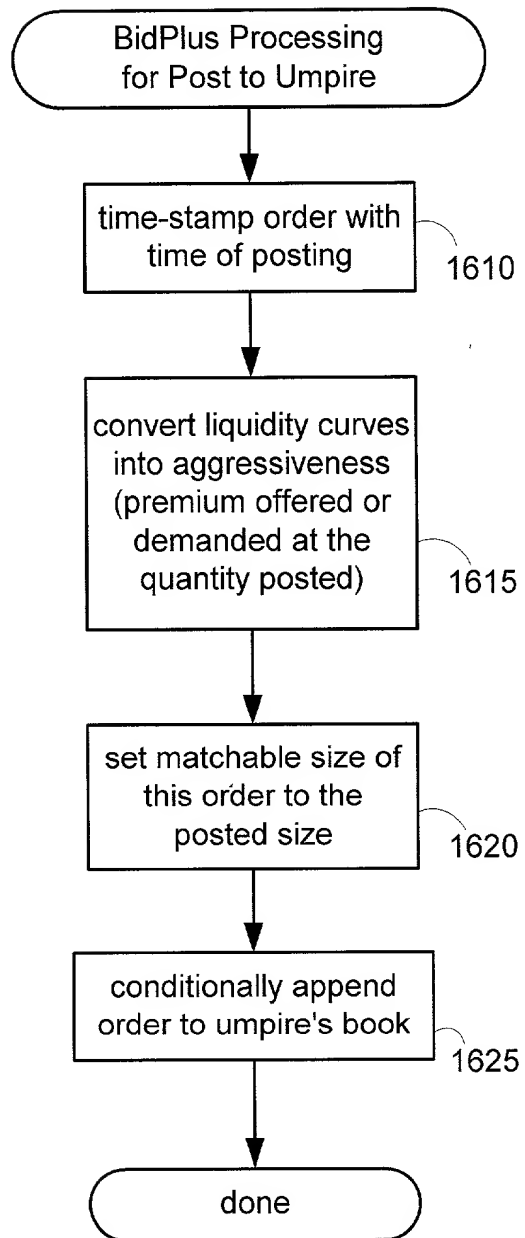 BidPlus Processing
for Post to Umpire
time-stamp order with
time of posting
1610
convert liquidity curves
into aggressiveness
(premium offered or
demanded at the
quantity posted)
1615
set matchable size of
this order to the
posted size
1620
conditionally append
order to umpire's book
1625
done